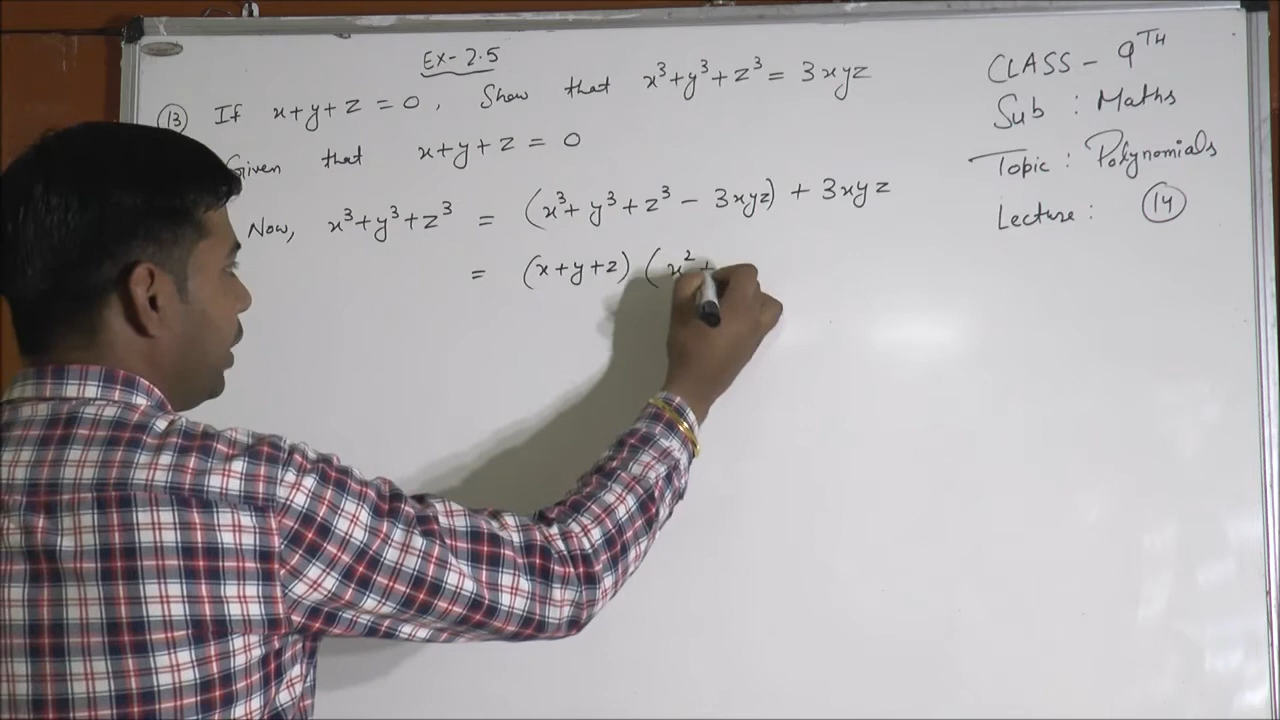 Ex- 2.5
(13) If x+y+z = 0, Show that x³+y³+z³ = 3xyz
Given that x+y+z = 0
Now, x³+y³+z³ = (x³+y³+z³ - 3xyz) + 3xyz
= (x+y+z) (x² +
CLASS - 9TH
Sub : Maths
Topic : Polynomials
Lecture : (14)